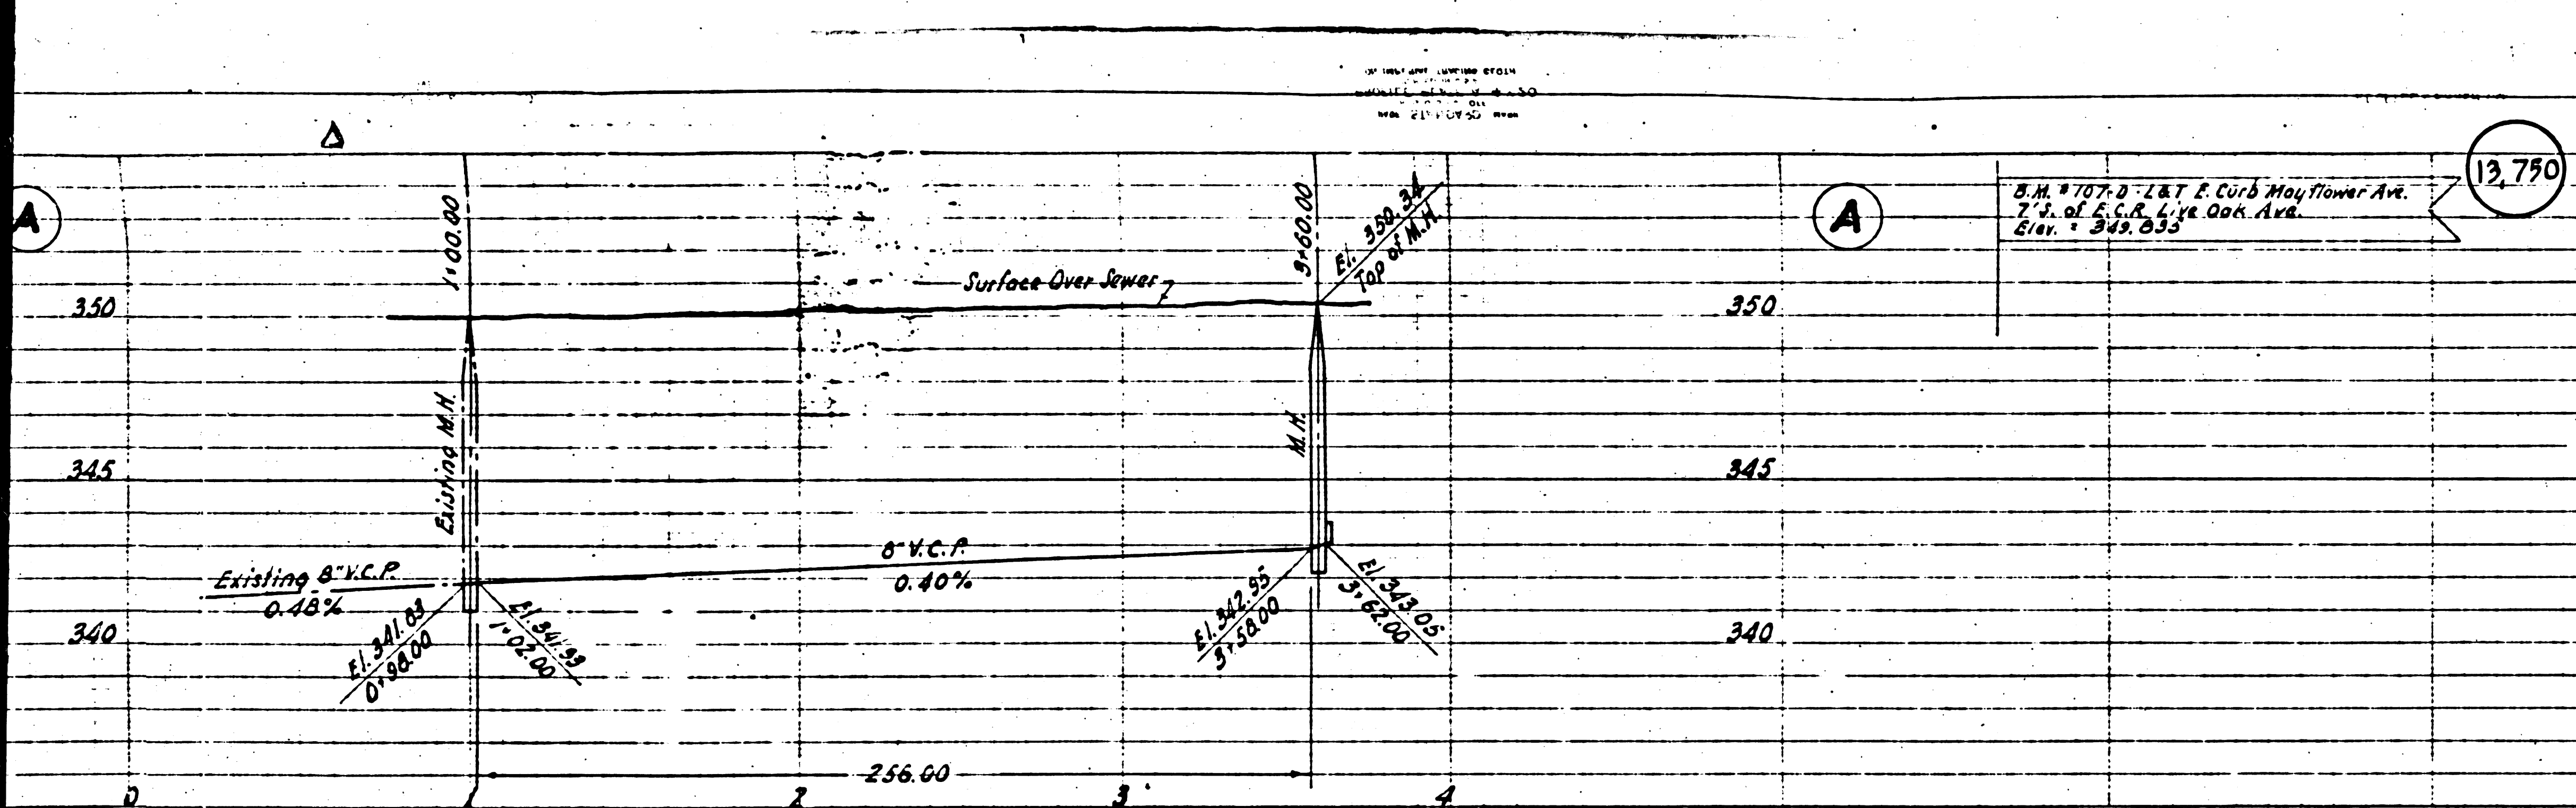 13,750
B.M. #107-D - L&T E. Curb Mayflower Ave.
7' S. of E.C.R. Live Oak Ave.
Elev. = 349.835
A
A
1+00.00
3+60.00
El. 350.34
Top of M.H.
Surface Over Sewer
350
350
Existing M.H.
M.H.
345
345
8" V.C.P.
0.40%
Existing 8" V.C.P.
0.48%
El. 341.83
0+98.00
El. 341.93
1+02.00
El. 342.95
3+58.00
El. 343.05
3+62.00
340
340
256.00
0
1
2
3
4